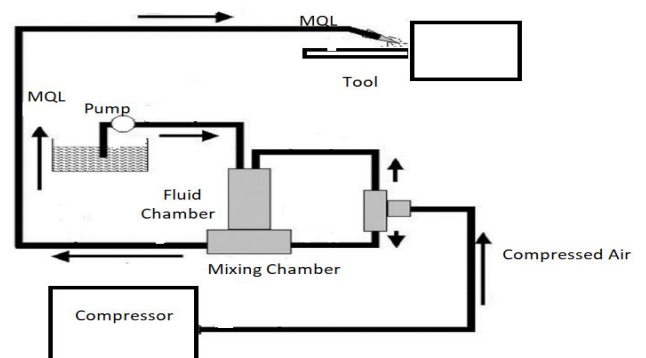 MQL
Tool
MQL
Pump
Fluid
Chamber
Mixing Chamber
Compressed Air
Compressor